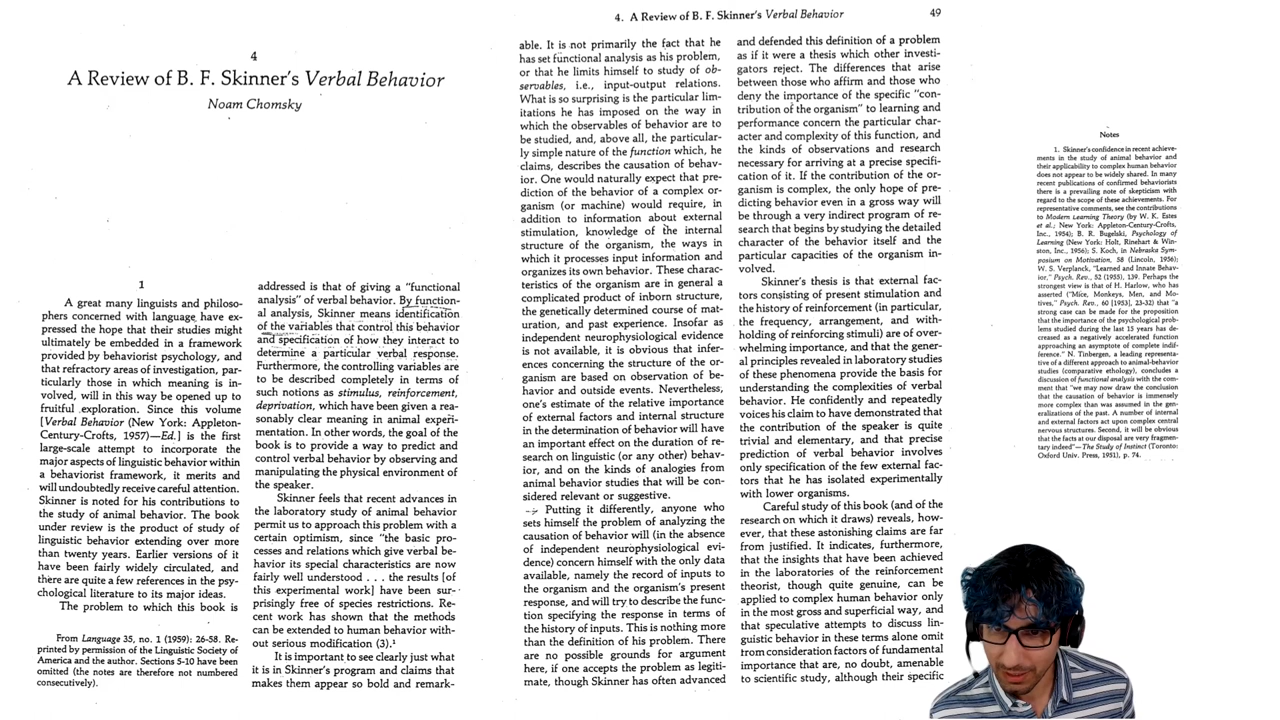 4
A Review of B. F. Skinner's Verbal Behavior
Noam Chomsky
1
A great many linguists and philoso-
phers concerned with language have ex-
pressed the hope that their studies might
ultimately be embedded in a framework
provided by behaviorist psychology, and
that refractory areas of investigation, par-
ticularly those in which meaning is in-
volved, will in this way be opened up to
fruitful exploration. Since this volume
[Verbal Behavior (New York: Appleton-
Century-Crofts, 1957)—Ed.] is the first
large-scale attempt to incorporate the
major aspects of linguistic behavior within
a behaviorist framework, it merits and
will undoubtedly receive careful attention.
Skinner is noted for his contributions to
the study of animal behavior. The book
under review is the product of study of
linguistic behavior extending over more
than twenty years. Earlier versions of it
have been fairly widely circulated, and
there are quite a few references in the psy-
chological literature to its major ideas.
The problem to which this book is
From Language 35, no. 1 (1959): 26-58. Re-
printed by permission of the Linguistic Society of
America and the author. Sections 5-10 have been
omitted (the notes are therefore not numbered
consecutively).
addressed is that of giving a "functional
analysis" of verbal behavior. By function-
al analysis, Skinner means identification
of the variables that control this behavior
and specification of how they interact to
determine a particular verbal response.
Furthermore, the controlling variables are
to be described completely in terms of
such notions as stimulus, reinforcement,
deprivation, which have been given a rea-
sonably clear meaning in animal experi-
mentation. In other words, the goal of the
book is to provide a way to predict and
control verbal behavior by observing and
manipulating the physical environment of
the speaker.
Skinner feels that recent advances in
the laboratory study of animal behavior
permit us to approach this problem with a
certain optimism, since "the basic pro-
cesses and relations which give verbal be-
havior its special characteristics are now
fairly well understood . . . the results [of
this experimental work] have been sur-
prisingly free of species restrictions. Re-
cent work has shown that the methods
can be extended to human behavior with-
out serious modification (3).¹
It is important to see clearly just what
it is in Skinner's program and claims that
makes them appear so bold and remark-
4. A Review of B. F. Skinner's Verbal Behavior
49
able. It is not primarily the fact that he
has set functional analysis as his problem,
or that he limits himself to study of ob-
servables, i.e., input-output relations.
What is so surprising is the particular lim-
itations he has imposed on the way in
which the observables of behavior are to
be studied, and, above all, the particular-
ly simple nature of the function which, he
claims, describes the causation of behav-
ior. One would naturally expect that pre-
diction of the behavior of a complex or-
ganism (or machine) would require, in
addition to information about external
stimulation, knowledge of the internal
structure of the organism, the ways in
which it processes input information and
organizes its own behavior. These charac-
teristics of the organism are in general a
complicated product of inborn structure,
the genetically determined course of mat-
uration, and past experience. Insofar as
independent neurophysiological evidence
is not available, it is obvious that infer-
ences concerning the structure of the or-
ganism are based on observation of be-
havior and outside events. Nevertheless,
one's estimate of the relative importance
of external factors and internal structure
in the determination of behavior will have
an important effect on the duration of re-
search on linguistic (or any other) behav-
ior, and on the kinds of analogies from
animal behavior studies that will be con-
sidered relevant or suggestive.
Putting it differently, anyone who
sets himself the problem of analyzing the
causation of behavior will (in the absence
of independent neurophysiological evi-
dence) concern himself with the only data
available, namely the record of inputs to
the organism and the organism's present
response, and will try to describe the func-
tion specifying the response in terms of
the history of inputs. This is nothing more
than the definition of his problem. There
are no possible grounds for argument
here, if one accepts the problem as legiti-
mate, though Skinner has often advanced
and defended this definition of a problem
as if it were a thesis which other investi-
gators reject. The differences that arise
between those who affirm and those who
deny the importance of the specific "con-
tribution of the organism" to learning and
performance concern the particular char-
acter and complexity of this function, and
the kinds of observations and research
necessary for arriving at a precise specifi-
cation of it. If the contribution of the or-
ganism is complex, the only hope of pre-
dicting behavior even in a gross way will
be through a very indirect program of re-
search that begins by studying the detailed
character of the behavior itself and the
particular capacities of the organism in-
volved.
Skinner's thesis is that external fac-
tors consisting of present stimulation and
the history of reinforcement (in particular,
the frequency, arrangement, and with-
holding of reinforcing stimuli) are of over-
whelming importance, and that the gener-
al principles revealed in laboratory studies
of these phenomena provide the basis for
understanding the complexities of verbal
behavior. He confidently and repeatedly
voices his claim to have demonstrated that
the contribution of the speaker is quite
trivial and elementary, and that precise
prediction of verbal behavior involves
only specification of the few external fac-
tors that he has isolated experimentally
with lower organisms.
Careful study of this book (and of the
research on which it draws) reveals, how-
ever, that these astonishing claims are far
from justified. It indicates, furthermore,
that the insights that have been achieved
in the laboratories of the reinforcement
theorist, though quite genuine, can be
applied to complex human behavior only
in the most gross and superficial way, and
that speculative attempts to discuss lin-
guistic behavior in these terms alone omit
from consideration factors of fundamental
importance that are, no doubt, amenable
to scientific study, although their specific
Notes
1. Skinner's confidence in recent achieve-
ments in the study of animal behavior and
their applicability to complex human behavior
does not appear to be widely shared. In many
recent publications of confirmed behaviorists
there is a prevailing note of skepticism with
regard to the scope of these achievements. For
representative comments, see the contributions
to Modern Learning Theory (by W. K. Estes
et al.; New York: Appleton-Century-Crofts,
Inc., 1954); B. R. Bugelski, Psychology of
Learning (New York: Holt, Rinehart & Win-
ston, Inc., 1956); S. Koch, in Nebraska Sym-
posium on Motivation, 58 (Lincoln, 1956);
W. S. Verplanck, "Learned and Innate Behav-
ior," Psych. Rev., 52 (1955), 139. Perhaps the
strongest view is that of H. Harlow, who has
asserted ("Mice, Monkeys, Men, and Mo-
tives," Psych. Rev., 60 [1953], 23-32) that "a
strong case can be made for the proposition
that the importance of the psychological prob-
lems studied during the last 15 years has de-
creased as a negatively accelerated function
approaching an asymptote of complete indif-
ference." N. Tinbergen, a leading representa-
tive of a different approach to animal-behavior
studies (comparative ethology), concludes a
discussion of functional analysis with the com-
ment that "we may now draw the conclusion
that the causation of behavior is immensely
more complex than was assumed in the gen-
eralizations of the past. A number of internal
and external factors act upon complex central
nervous structures. Second, it will be obvious
that the facts at our disposal are very fragmen-
tary indeed"—The Study of Instinct (Toronto:
Oxford Univ. Press, 1951), p. 74.